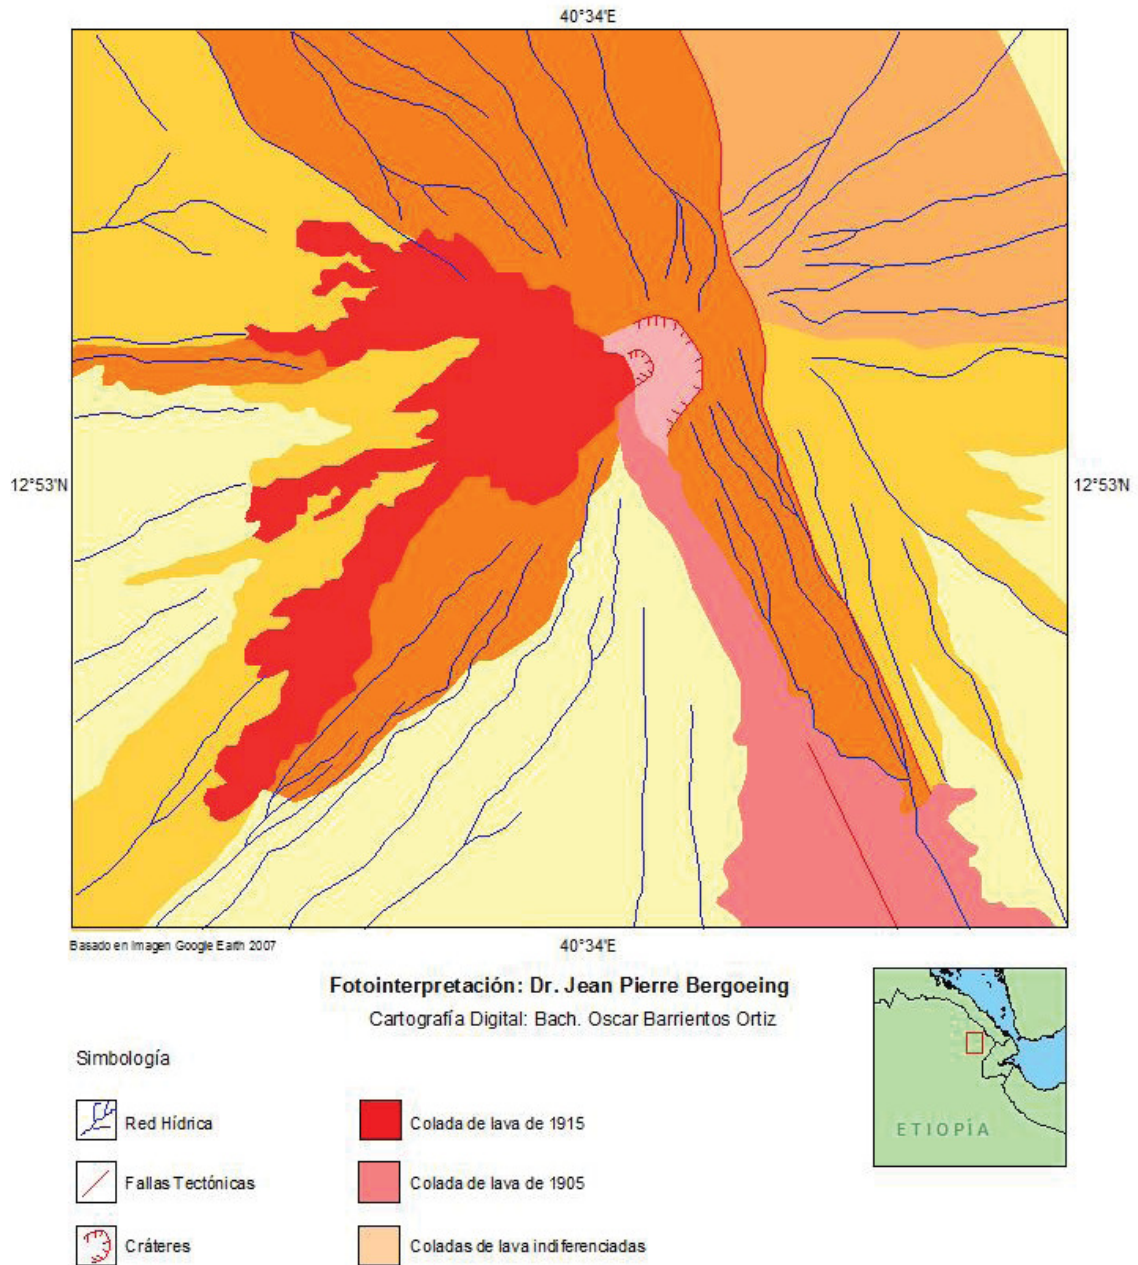 40°34'E
12°53'N
12°53'N
Basado en Imagen Google Earth 2007
40°34'E
Fotointerpretación: Dr. Jean Pierre Bergoeing
Cartografía Digital: Bach. Oscar Barrientos Ortiz
ETIOPÍA
Simbología
Red Hídrica
Colada de lava de 1915
Fallas Tectónicas
Colada de lava de 1905
Cráteres
Coladas de lava indiferenciadas